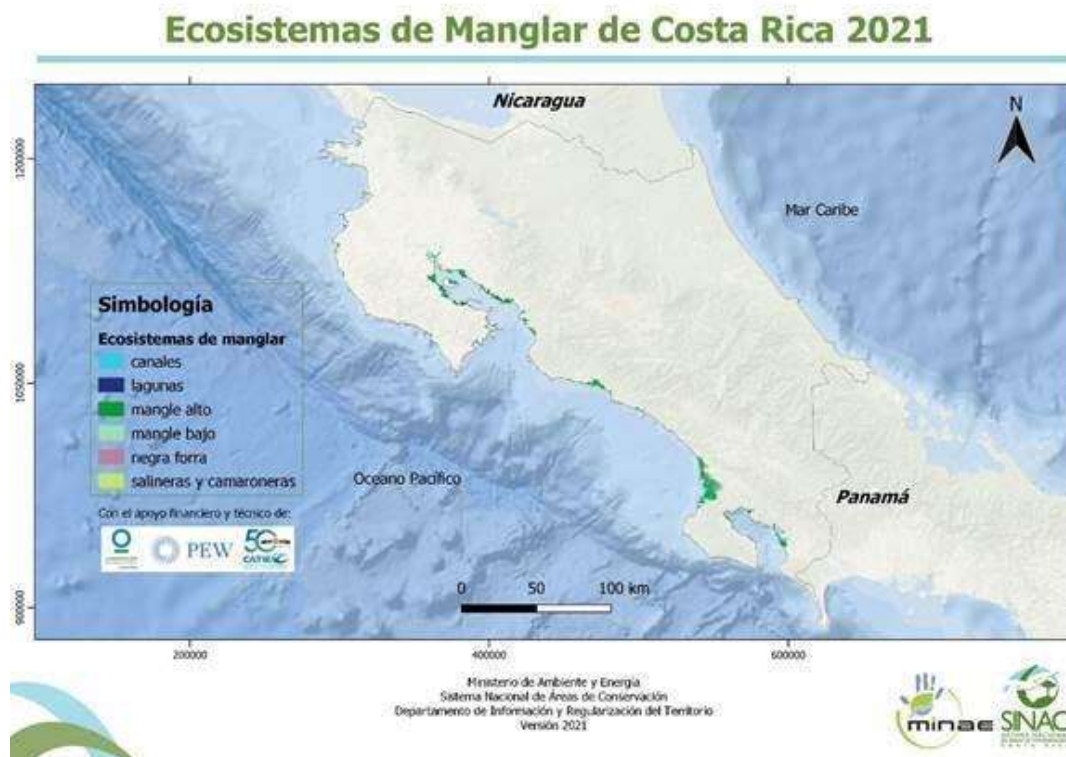 Ecosistemas de Manglar de Costa Rica 2021
Nicaragua
N
Mar Caribe
1200000
1050000
900000
Simbología
Ecosistemas de manglar
canales
lagunas
mangle alto
mangle bajo
negra forra
salineras y camaroneras
Oceano Pacífico
Panamá
Con el apoyo financiero y técnico de:
PEW
50
CATIE
0 50 100 km
200000 400000 600000
Ministerio de Ambiente y Energía
Sistema Nacional de Áreas de Conservación
Departamento de Información y Regularización del Territorio
Versión 2021
minae
SINAC